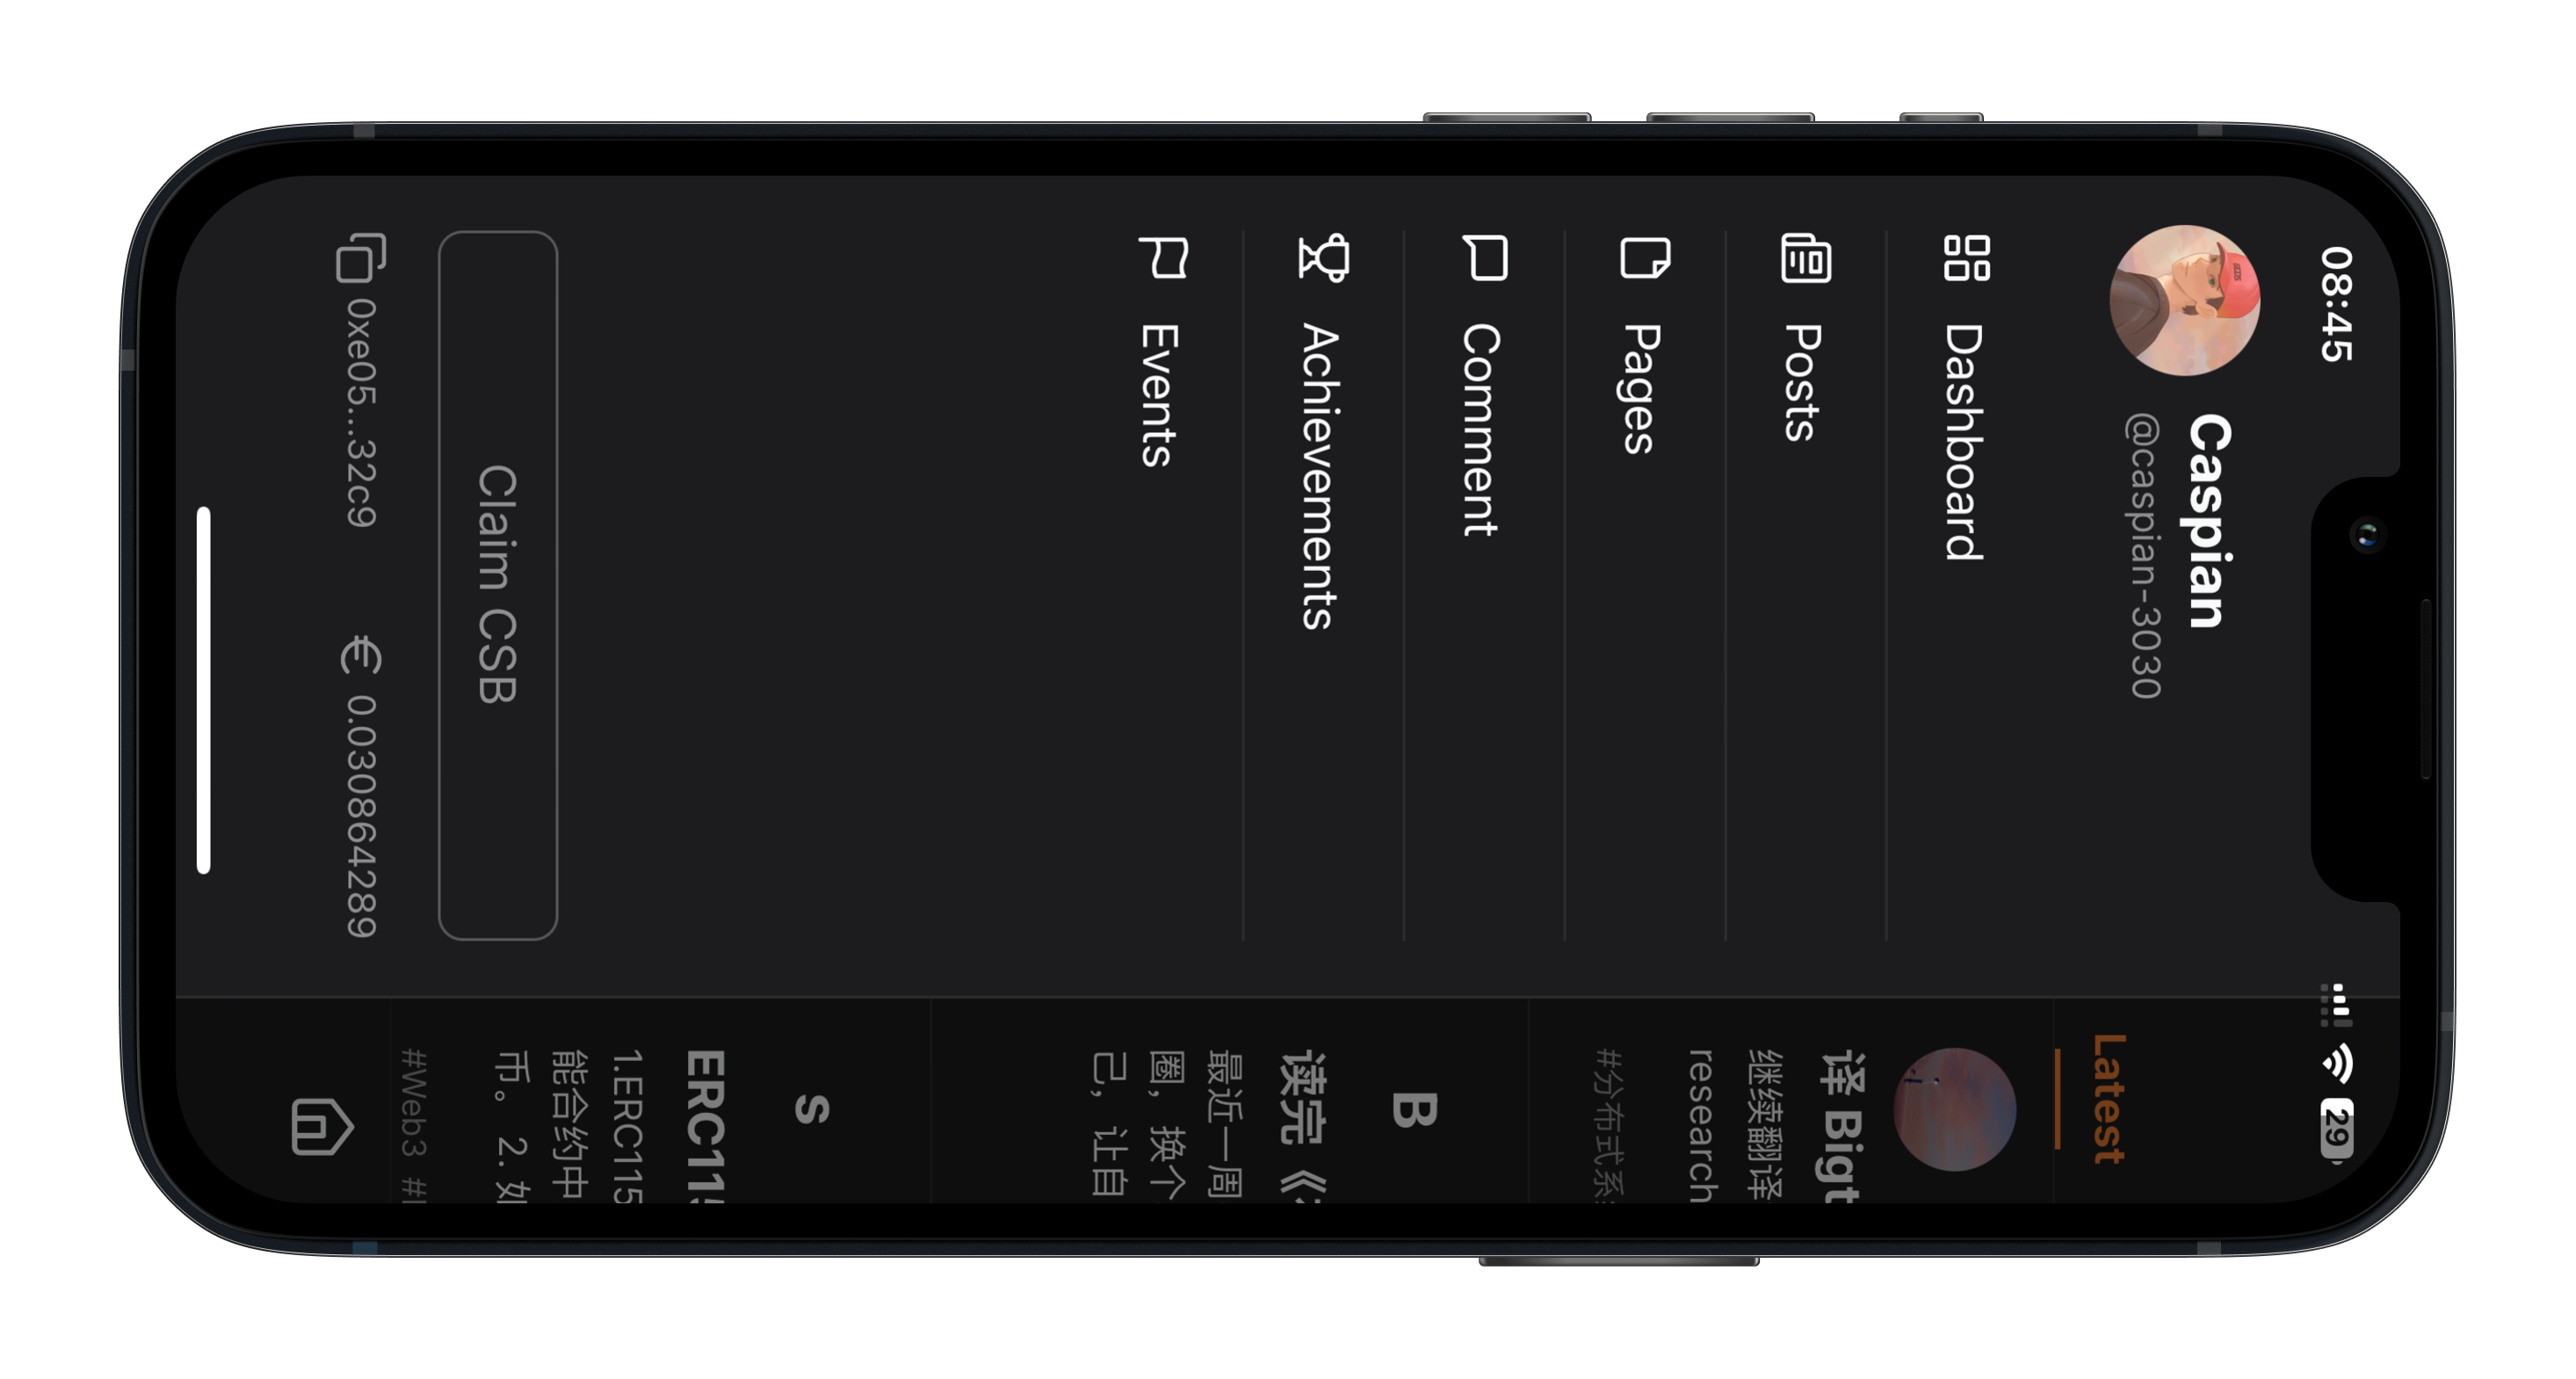 08:45
29
Caspian
@caspian-3030
Dashboard
Posts
Pages
Comment
Achievements
Events
Claim CSB
0xe05...32c9
0.0308864289
Latest
译 Bigt
继续翻译
research
#分布式系
B
读完《
最近一周
圈，换个
己，让自
s
ERC115
1.ERC115
能合约中
币。 2. 如
#Web3 #